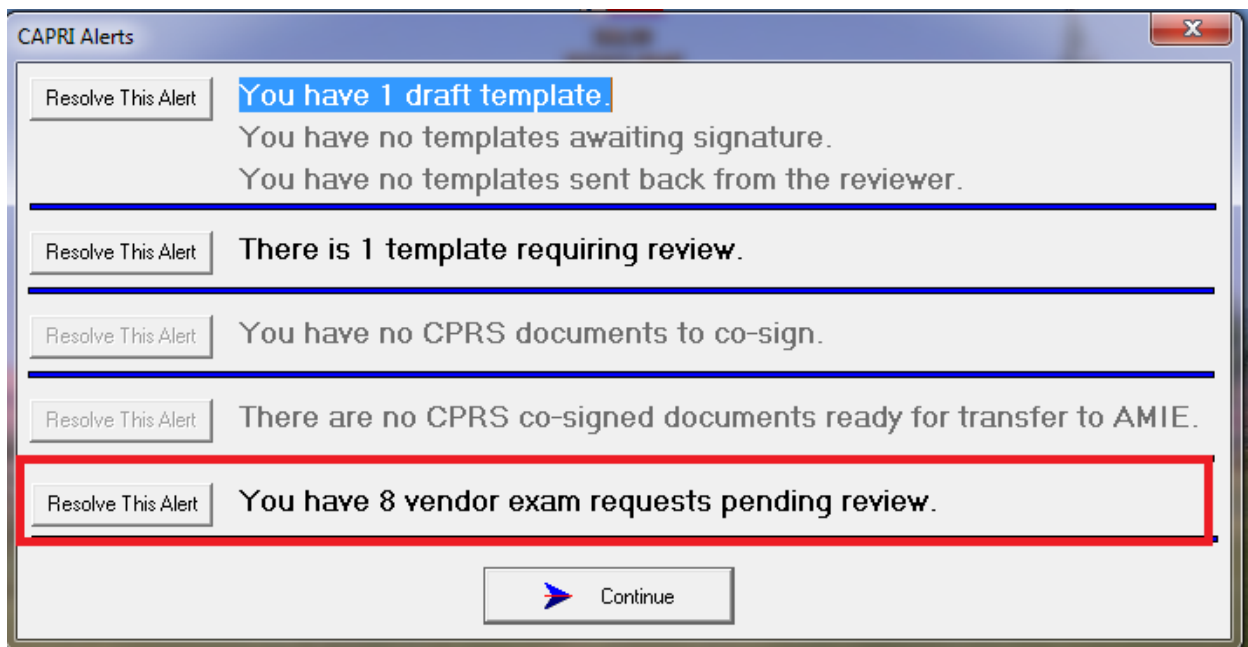 CAPRI Alerts
Resolve This Alert You have 1 draft template.
You have no templates awaiting signature.
You have no templates sent back from the reviewer.
Resolve This Alert There is 1 template requiring review.
Resolve This Alert You have no CPRS documents to co-sign.
Resolve This Alert There are no CPRS co-signed documents ready for transfer to AMIE.
Resolve This Alert You have 8 vendor exam requests pending review.
Continue